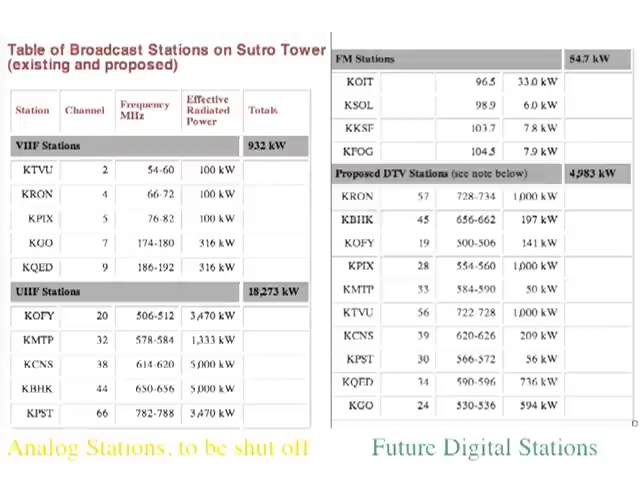 Table of Broadcast Stations on Sutro Tower
(existing and proposed)
Station Channel Frequency MHz Effective Radiated Power Totals
VHF Stations 932 kW
KTVU 2 54-60 100 kW
KRON 4 66-72 100 kW
KPIX 5 76-82 100 kW
KGO 7 174-180 316 kW
KQED 9 186-192 316 kW
UHF Stations 18,273 kW
KOFY 20 506-512 3,470 kW
KMTP 32 578-584 1,333 kW
KCNS 38 614-620 5,000 kW
KBHK 44 650-656 5,000 kW
KPST 66 782-788 3,470 kW
Analog Stations, to be shut off
FM Stations 54.7 kW
KOIT 96.5 33.0 kW
KSOL 98.9 6.0 kW
KKSF 103.7 7.8 kW
KFOG 104.5 7.9 kW
Proposed DTV Stations (see note below) 4,983 kW
KRON 57 728-734 1,000 kW
KBHK 45 656-662 197 kW
KOFY 19 500-506 141 kW
KPIX 28 554-560 1,000 kW
KMTP 33 584-590 50 kW
KTVU 56 722-728 1,000 kW
KCNS 39 620-626 209 kW
KPST 30 566-572 56 kW
KQED 34 590-596 736 kW
KGO 24 530-536 594 kW
Future Digital Stations